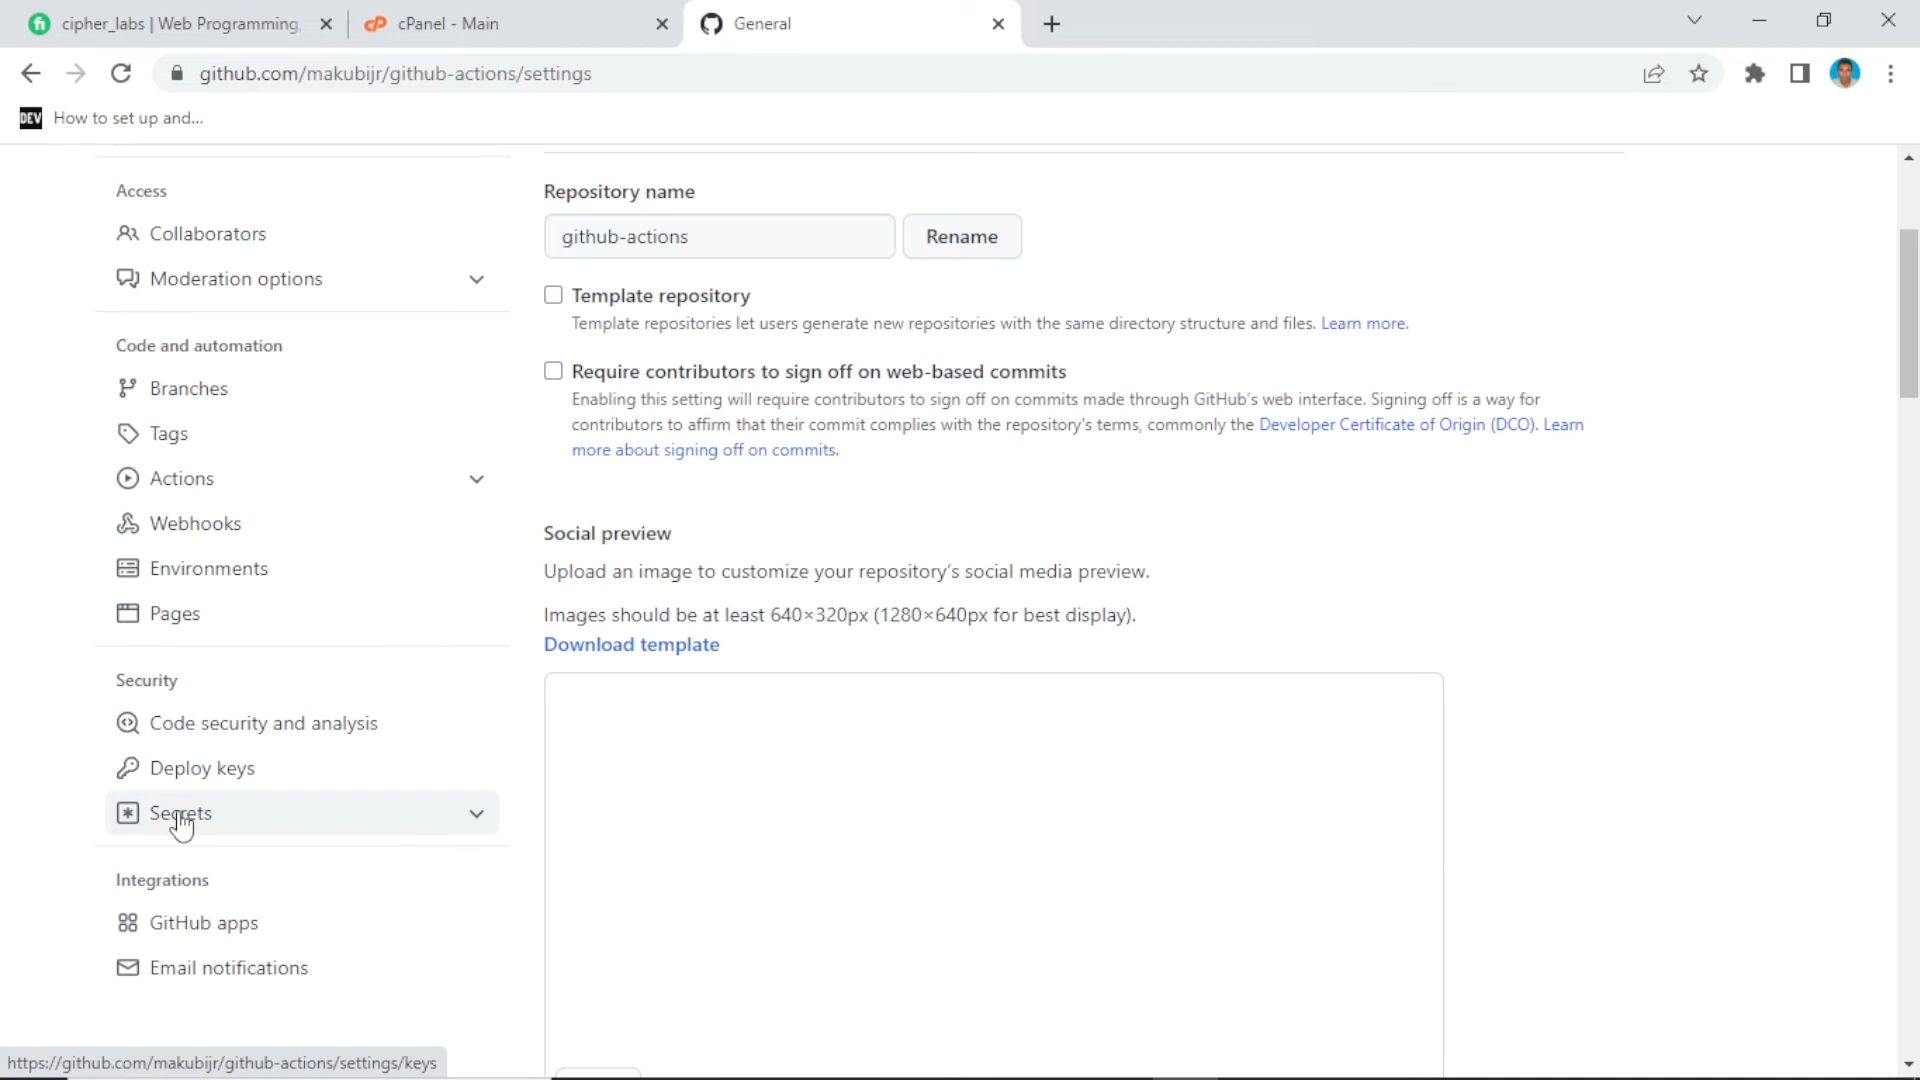 cipher_labs | Web Programming,
cPanel - Main
General
github.com/makubijr/github-actions/settings
DEV How to set up and...
Access
Collaborators
Moderation options
Code and automation
Branches
Tags
Actions
Webhooks
Environments
Pages
Security
Code security and analysis
Deploy keys
Secrets
Integrations
GitHub apps
Email notifications
Repository name
github-actions
Rename
Template repository
Template repositories let users generate new repositories with the same directory structure and files. Learn more.
Require contributors to sign off on web-based commits
Enabling this setting will require contributors to sign off on commits made through GitHub's web interface. Signing off is a way for
contributors to affirm that their commit complies with the repository's terms, commonly the Developer Certificate of Origin (DCO). Learn
more about signing off on commits.
Social preview
Upload an image to customize your repository's social media preview.
Images should be at least 640×320px (1280×640px for best display).
Download template
https://github.com/makubijr/github-actions/settings/keys